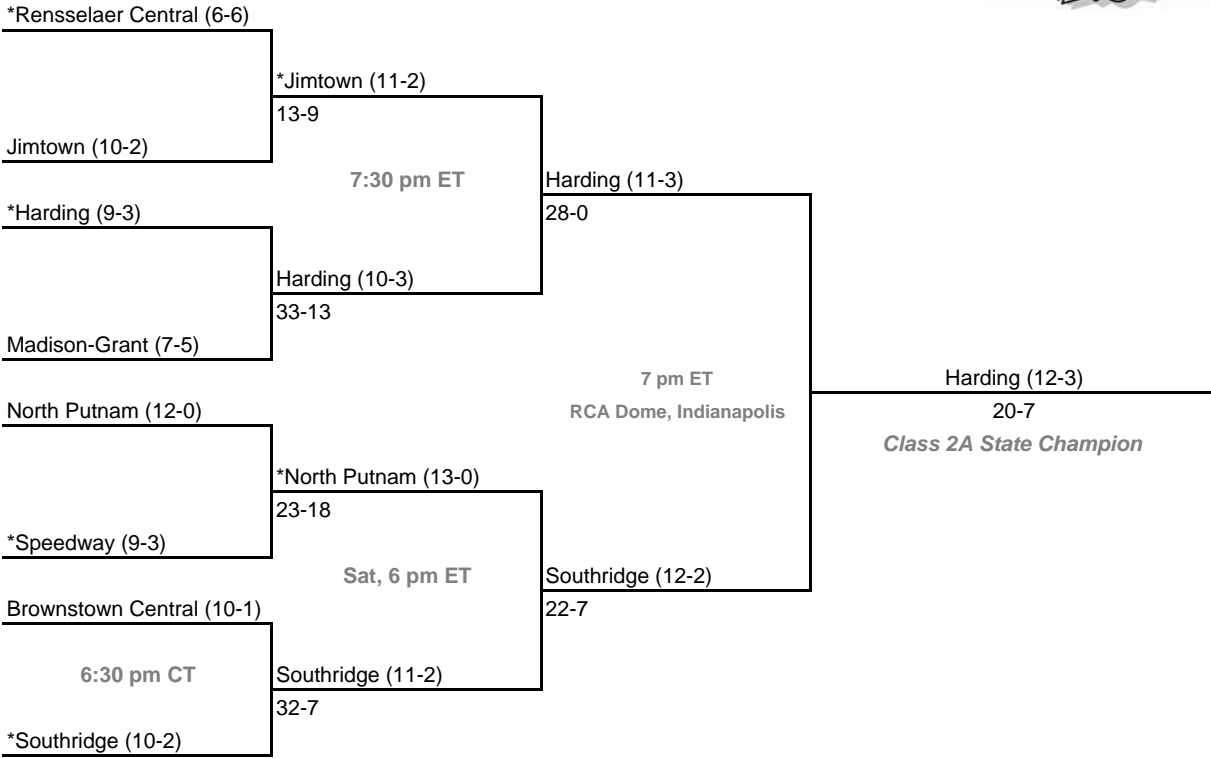 *Rensselaer Central (6-6)
*Jimtown (11-2)
13-9
Jimtown (10-2)
7:30 pm ET
Harding (11-3)
28-0
*Harding (9-3)
Harding (10-3)
33-13
Madison-Grant (7-5)
7 pm ET
RCA Dome, Indianapolis
Harding (12-3)
20-7
Class 2A State Champion
North Putnam (12-0)
*North Putnam (13-0)
23-18
*Speedway (9-3)
Sat, 6 pm ET
Southridge (12-2)
22-7
Brownstown Central (10-1)
6:30 pm CT
Southridge (11-2)
32-7
*Southridge (10-2)